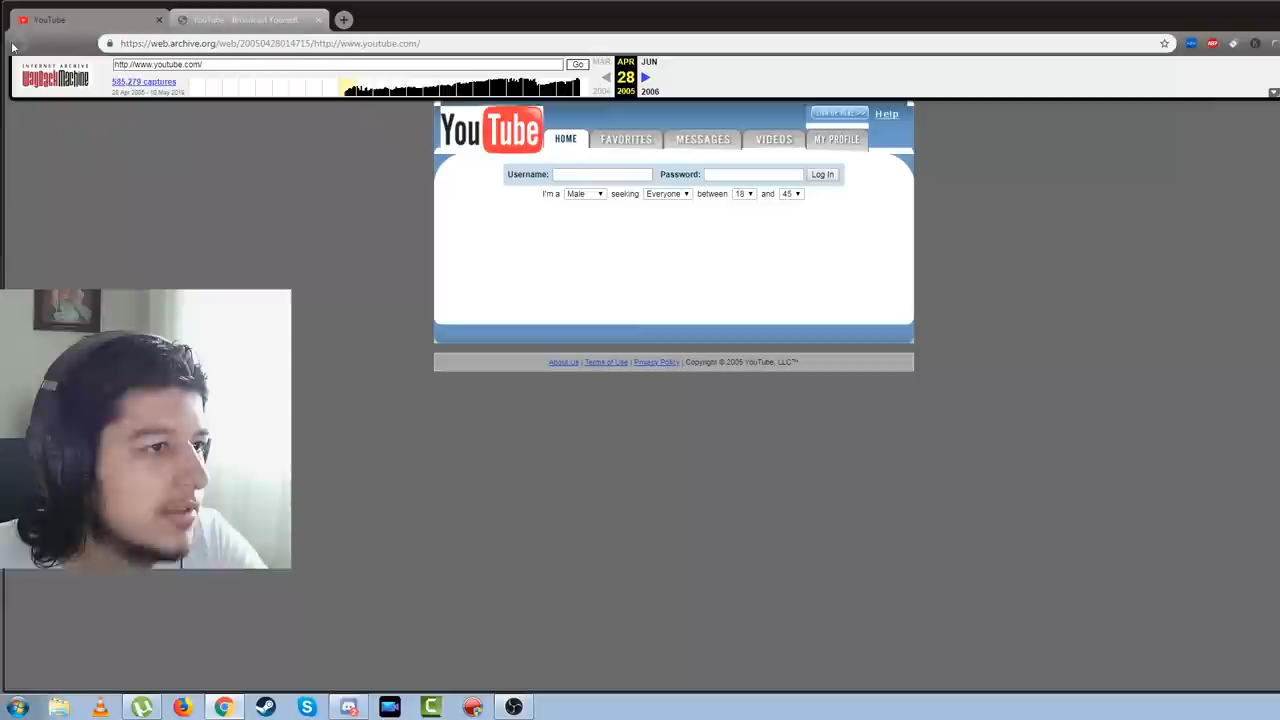 YouTube
YouTube - Broadcast Yourself.
https://web.archive.org/web/20050428014715/http://www.youtube.com/
INTERNET ARCHIVE
WayBackMachine
http://www.youtube.com/
Go
MAR
APR
JUN
585,279 captures
28
2004
2005
2006
YouTube
HOME
FAVORITES
MESSAGES
VIDEOS
MY PROFILE
Help
Username:
Password:
Log In
I'm a Male seeking Everyone between 18 and 45
About Us | Terms of Use | Privacy Policy | Copyright © 2005 YouTube, LLC™